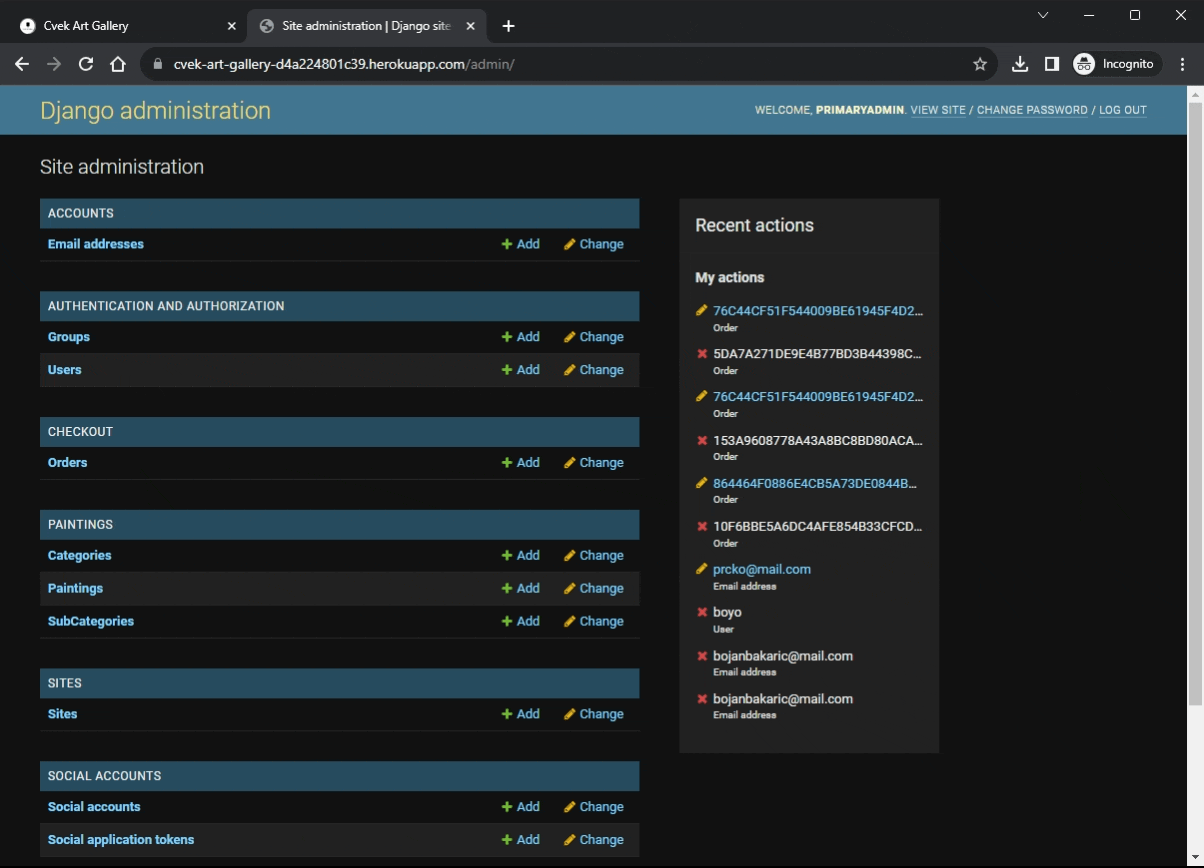 Cvek Art Gallery
Site administration | Django site
cvek-art-gallery-d4a224801c39.herokuapp.com/admin/
Incognito
Django administration
WELCOME, PRIMARYADMIN. VIEW SITE / CHANGE PASSWORD / LOG OUT
Site administration
ACCOUNTS
Email addresses Add Change
AUTHENTICATION AND AUTHORIZATION
Groups Add Change
Users Add Change
CHECKOUT
Orders Add Change
PAINTINGS
Categories Add Change
Paintings Add Change
SubCategories Add Change
SITES
Sites Add Change
SOCIAL ACCOUNTS
Social accounts Add Change
Social application tokens Add Change
Recent actions
My actions
76C44CF51F544009BE61945F4D2...
Order
5DA7A271DE9E4B77BD3B44398C...
Order
76C44CF51F544009BE61945F4D2...
Order
153A9608778A43A8BC8BD80ACA...
Order
864464F0886E4CB5A73DE0844B...
Order
10F6BBE5A6DC4AFE854B33CFCD...
Order
prcko@mail.com
Email address
boyo
User
bojanbakaric@mail.com
Email address
bojanbakaric@mail.com
Email address